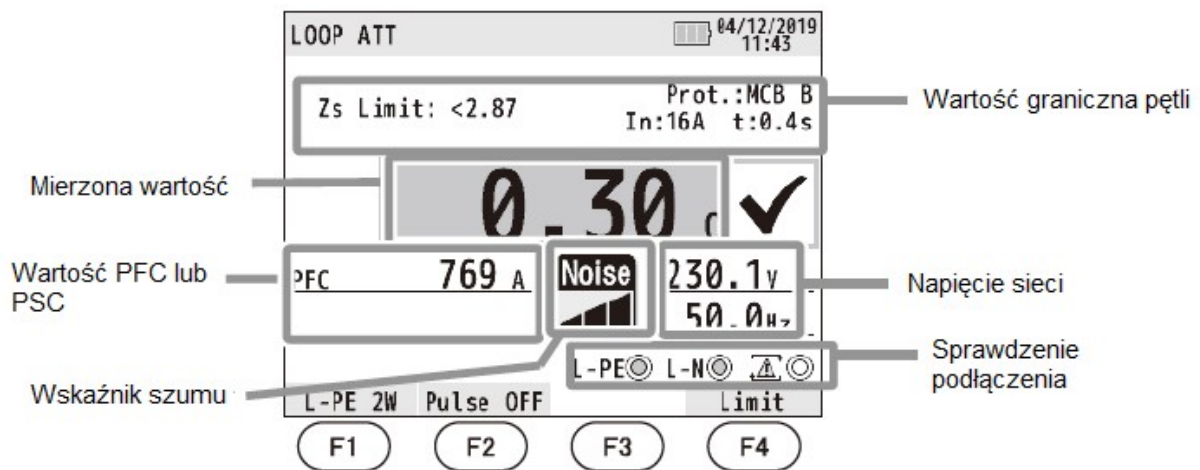 LOOP ATT
04/12/2019
11:43
Zs Limit: <2.87
Prot.:MCB B
In:16A t:0.4s
Wartość graniczna pętli
Mierzona wartość
0.30
Wartość PFC lub
PSC
PFC 769 A
Noise
230.1V
50.0Hz
Napięcie sieci
L-PE L-N
Sprawdzenie
podłączenia
Wskaźnik szumu
L-PE 2W Pulse OFF Limit
F1 F2 F3 F4